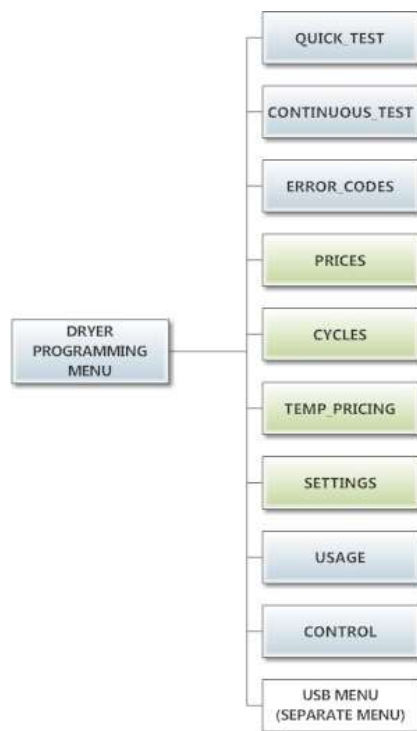 QUICK_TEST
CONTINUOUS_TEST
ERROR_CODES
PRICES
DRYER
PROGRAMMING
MENU
CYCLES
TEMP_PRICING
SETTINGS
USAGE
CONTROL
USB MENU
(SEPARATE MENU)